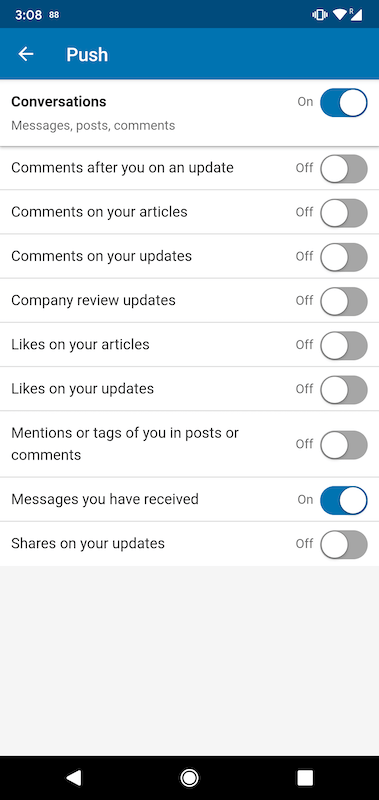 3:08 88 R
Push
Conversations On
Messages, posts, comments
Comments after you on an update Off
Comments on your articles Off
Comments on your updates Off
Company review updates Off
Likes on your articles Off
Likes on your updates Off
Mentions or tags of you in posts or
comments Off
Messages you have received On
Shares on your updates Off